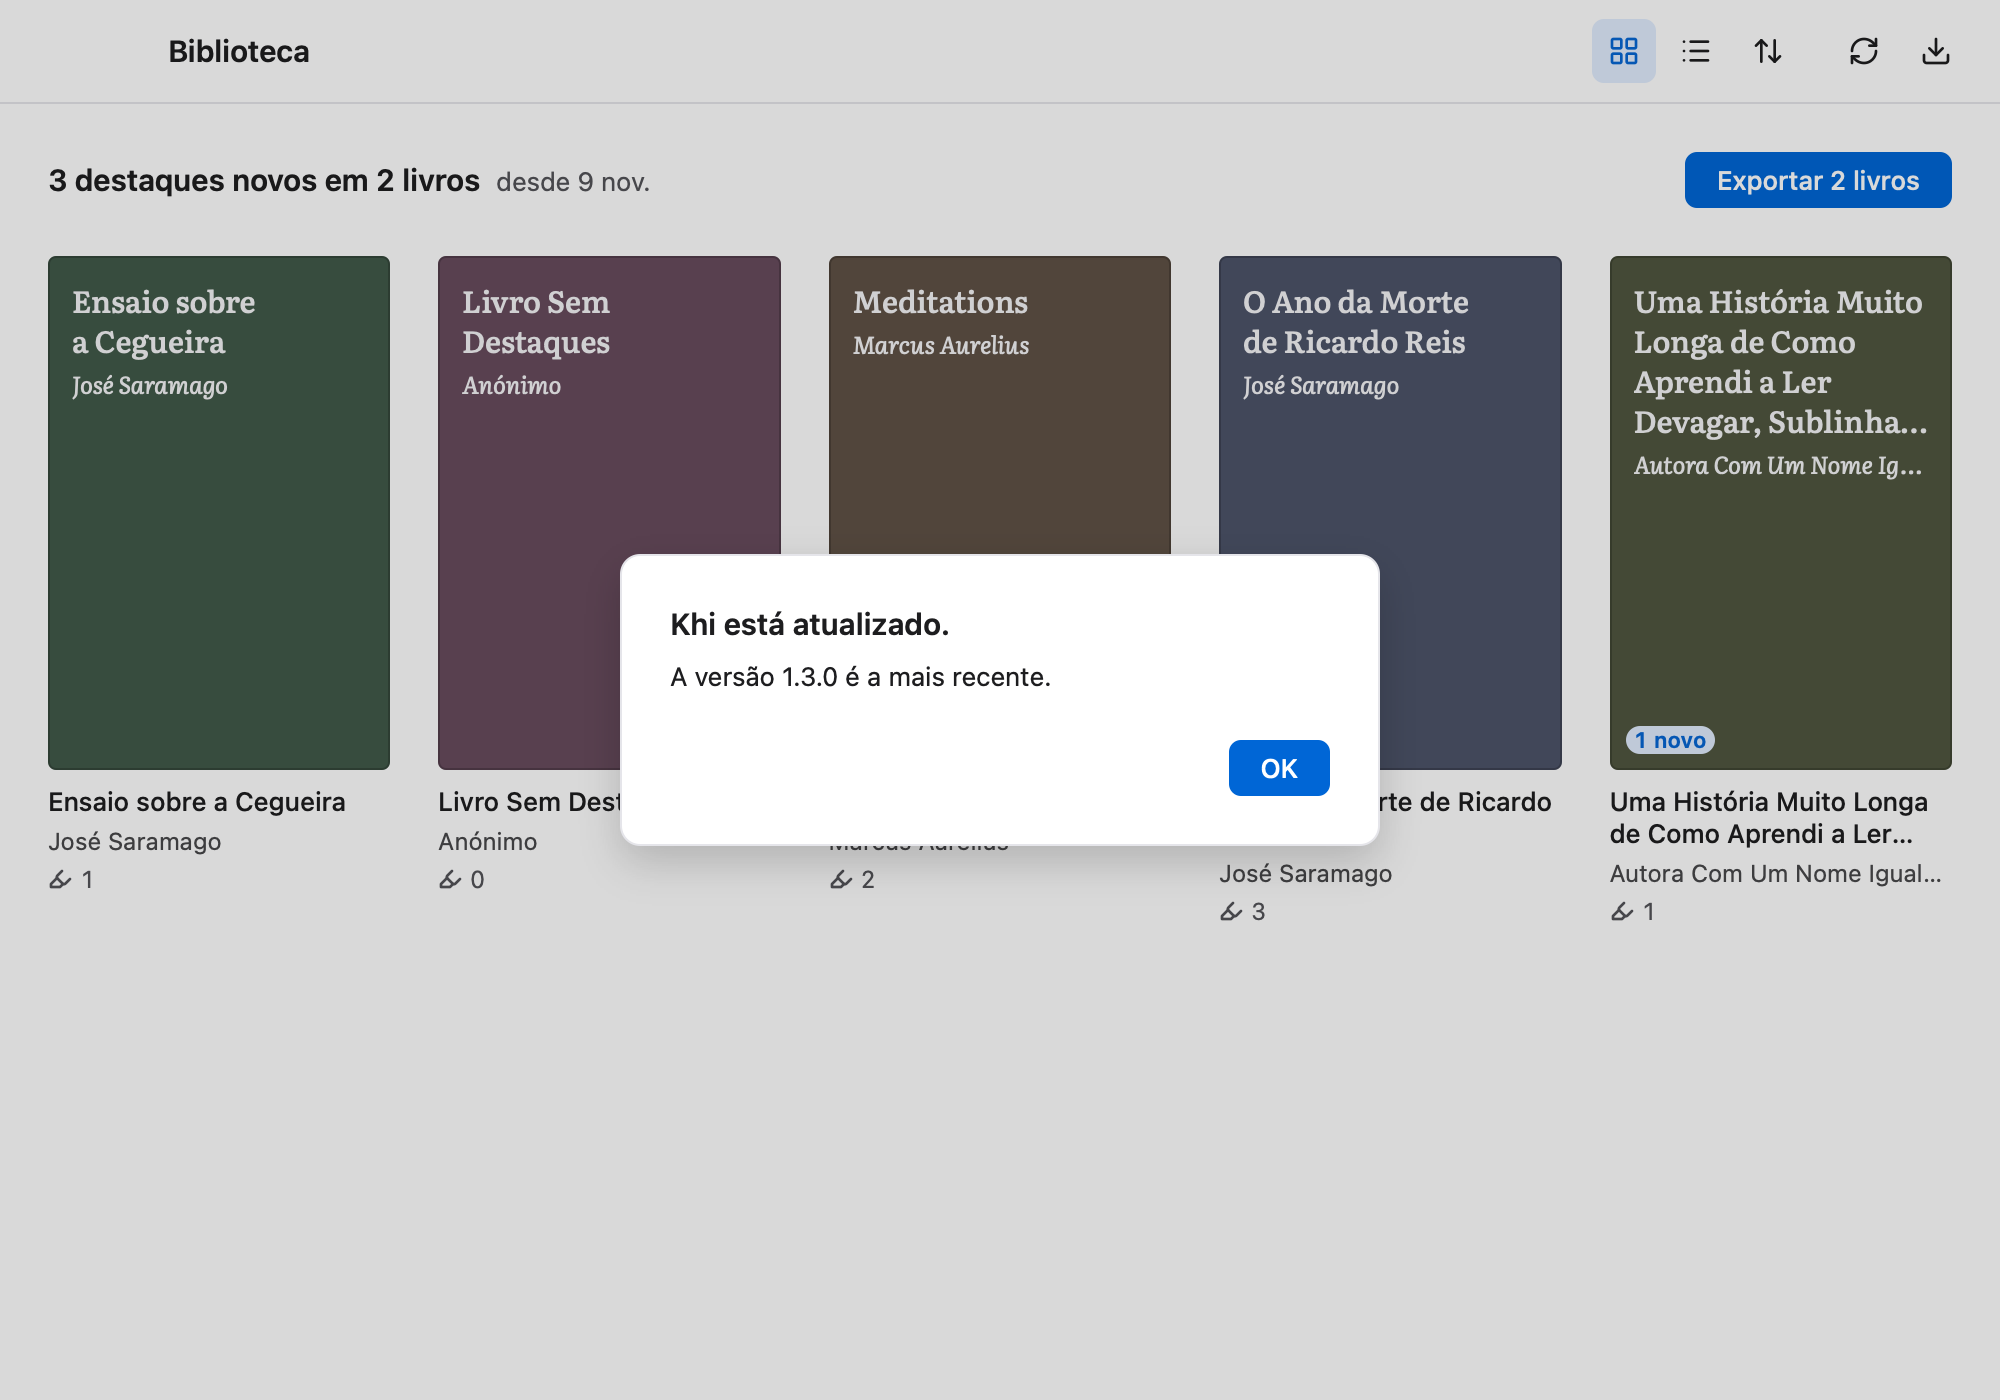 Biblioteca
3 destaques novos em 2 livros desde 9 nov.
Exportar 2 livros
Ensaio sobre
a Cegueira
José Saramago
Livro Sem
Destaques
Anónimo
Meditations
Marcus Aurelius
O Ano da Morte
de Ricardo Reis
José Saramago
Uma História Muito
Longa de Como
Aprendi a Ler
Devagar, Sublinha...
Autora Com Um Nome Ig...
1 novo
Khi está atualizado.
A versão 1.3.0 é a mais recente.
OK
Ensaio sobre a Cegueira
José Saramago
1
Livro Sem
Anónimo
0
Marcus Aurelius
2
de Ricardo
José Saramago
3
Uma História Muito Longa
de Como Aprendi a Ler...
Autora Com Um Nome Igual...
1